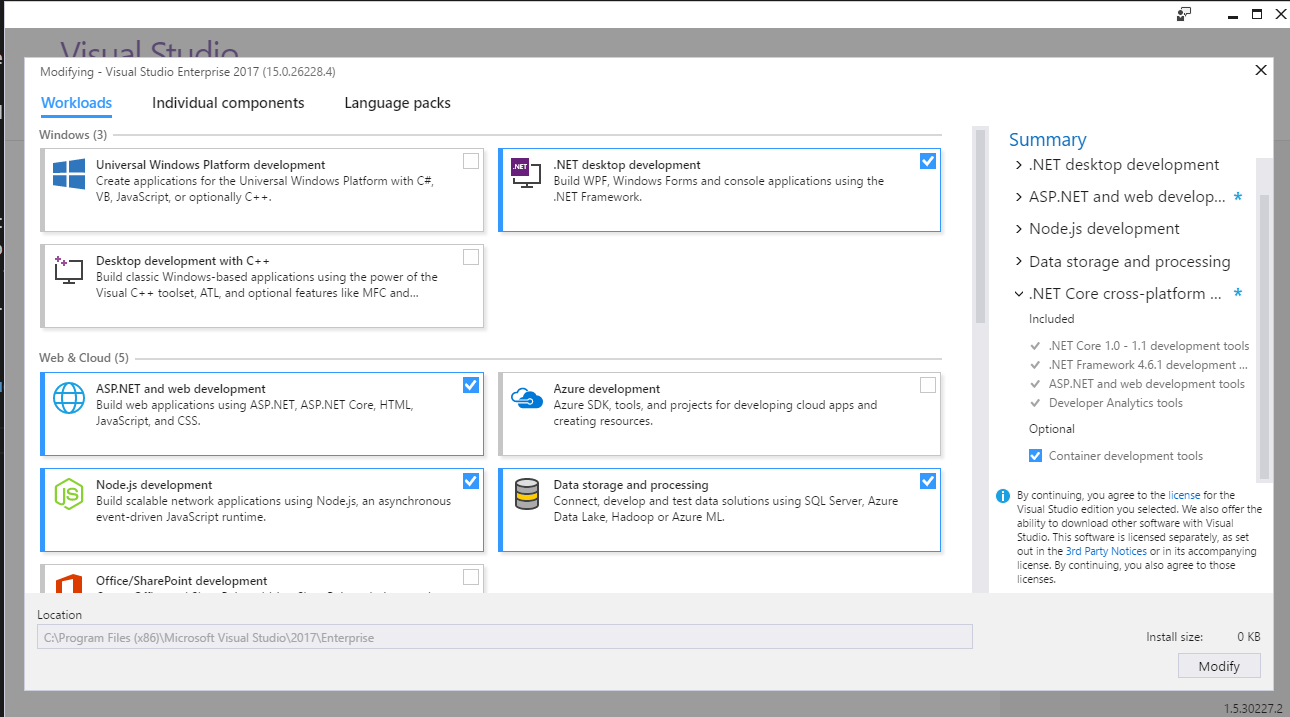 Visual Studio
Modifying - Visual Studio Enterprise 2017 (15.0.26228.4)
Workloads
Individual components
Language packs
Windows (3)
Universal Windows Platform development
Create applications for the Universal Windows Platform with C#,
VB, JavaScript, or optionally C++.
.NET
.NET desktop development
Build WPF, Windows Forms and console applications using the
.NET Framework.
Desktop development with C++
Build classic Windows-based applications using the power of the
Visual C++ toolset, ATL, and optional features like MFC and...
Web & Cloud (5)
ASP.NET and web development
Build web applications using ASP.NET, ASP.NET Core, HTML,
JavaScript, and CSS.
Azure development
Azure SDK, tools, and projects for developing cloud apps and
creating resources.
JS
Node.js development
Build scalable network applications using Node.js, an asynchronous
event-driven JavaScript runtime.
Data storage and processing
Connect, develop and test data solutions using SQL Server, Azure
Data Lake, Hadoop or Azure ML.
Office/SharePoint development
Summary
.NET desktop development
ASP.NET and web develop... *
Node.js development
Data storage and processing
.NET Core cross-platform ... *
Included
.NET Core 1.0 - 1.1 development tools
.NET Framework 4.6.1 development ...
ASP.NET and web development tools
Developer Analytics tools
Optional
Container development tools
By continuing, you agree to the license for the
Visual Studio edition you selected. We also offer the
ability to download other software with Visual
Studio. This software is licensed separately, as set
out in the 3rd Party Notices or in its accompanying
license. By continuing, you also agree to those
licenses.
Location
C:\Program Files (x86)\Microsoft Visual Studio\2017\Enterprise
Install size: 0 KB
Modify
1.5.30227.2